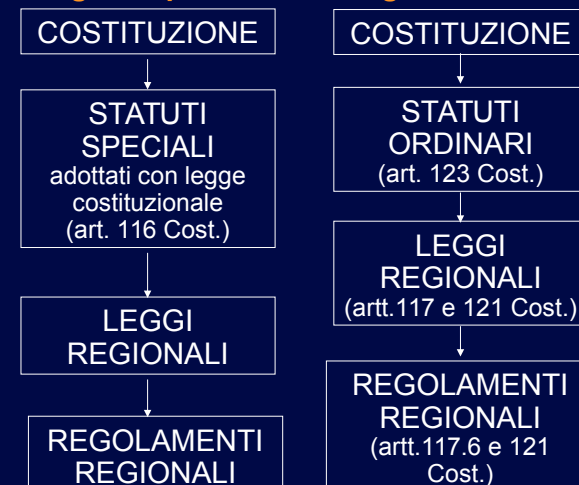 COSTITUZIONE
STATUTI
SPECIALI
adottati con legge
costituzionale
(art. 116 Cost.)
LEGGI
REGIONALI
REGOLAMENTI
REGIONALI
COSTITUZIONE
STATUTI
ORDINARI
(art. 123 Cost.)
LEGGI
REGIONALI
(artt.117 e 121 Cost.)
REGOLAMENTI
REGIONALI
(artt.117.6 e 121
Cost.)